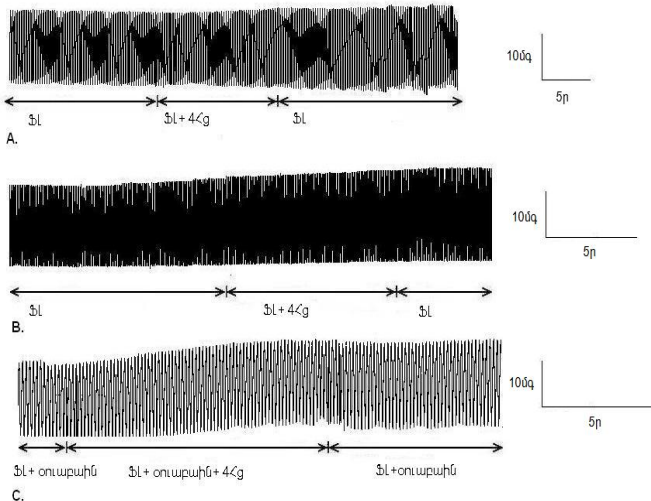 10մգ
5ր
ՖԼ ՖԼ+ 4Հց ՖԼ
A.
10մգ
5ր
ՖԼ ՖԼ+ 4Հց ՖԼ
B.
10մգ
5ր
ՖԼ+ օուաբաին ՖԼ+ օուաբաին+ 4Հց ՖԼ+օուաբաին
C.